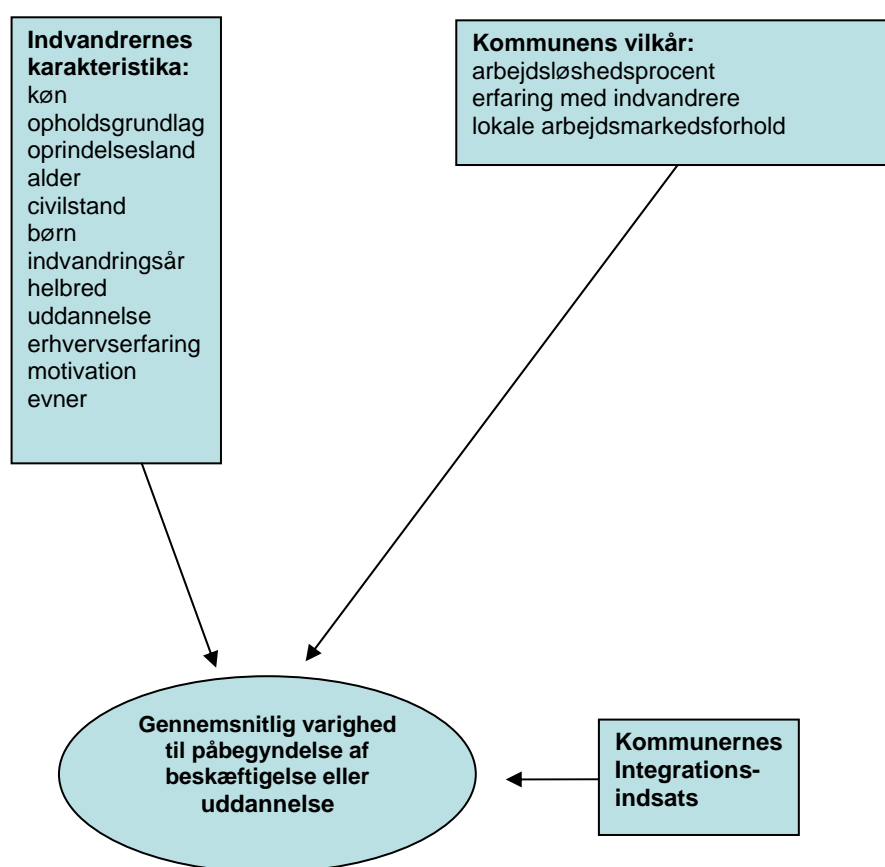 Indvandrernes
karakteristika:
køn
opholdsgrundlag
oprindelsesland
alder
civilstand
børn
indvandringsår
helbred
uddannelse
erhvervserfaring
motivation
evner
Kommunens vilkår:
arbejdsløshedsprocent
erfaring med indvandrere
lokale arbejdsmarkedsforhold
Gennemsnitlig varighed
til påbegyndelse af
beskæftigelse eller
uddannelse
Kommunernes
Integrations-
indsats